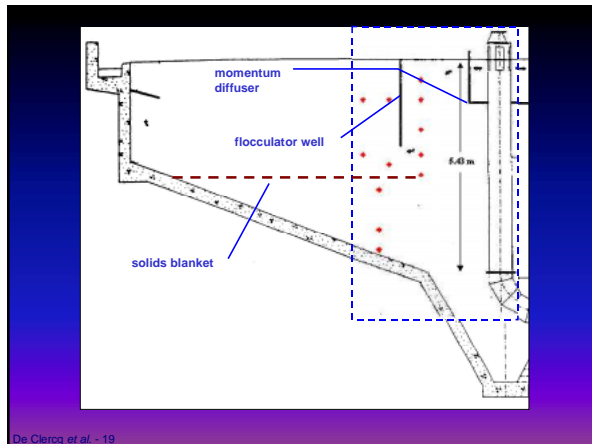 momentum
diffuser
flocculator well
5.43 m
solids blanket
De Clercq et al. - 19